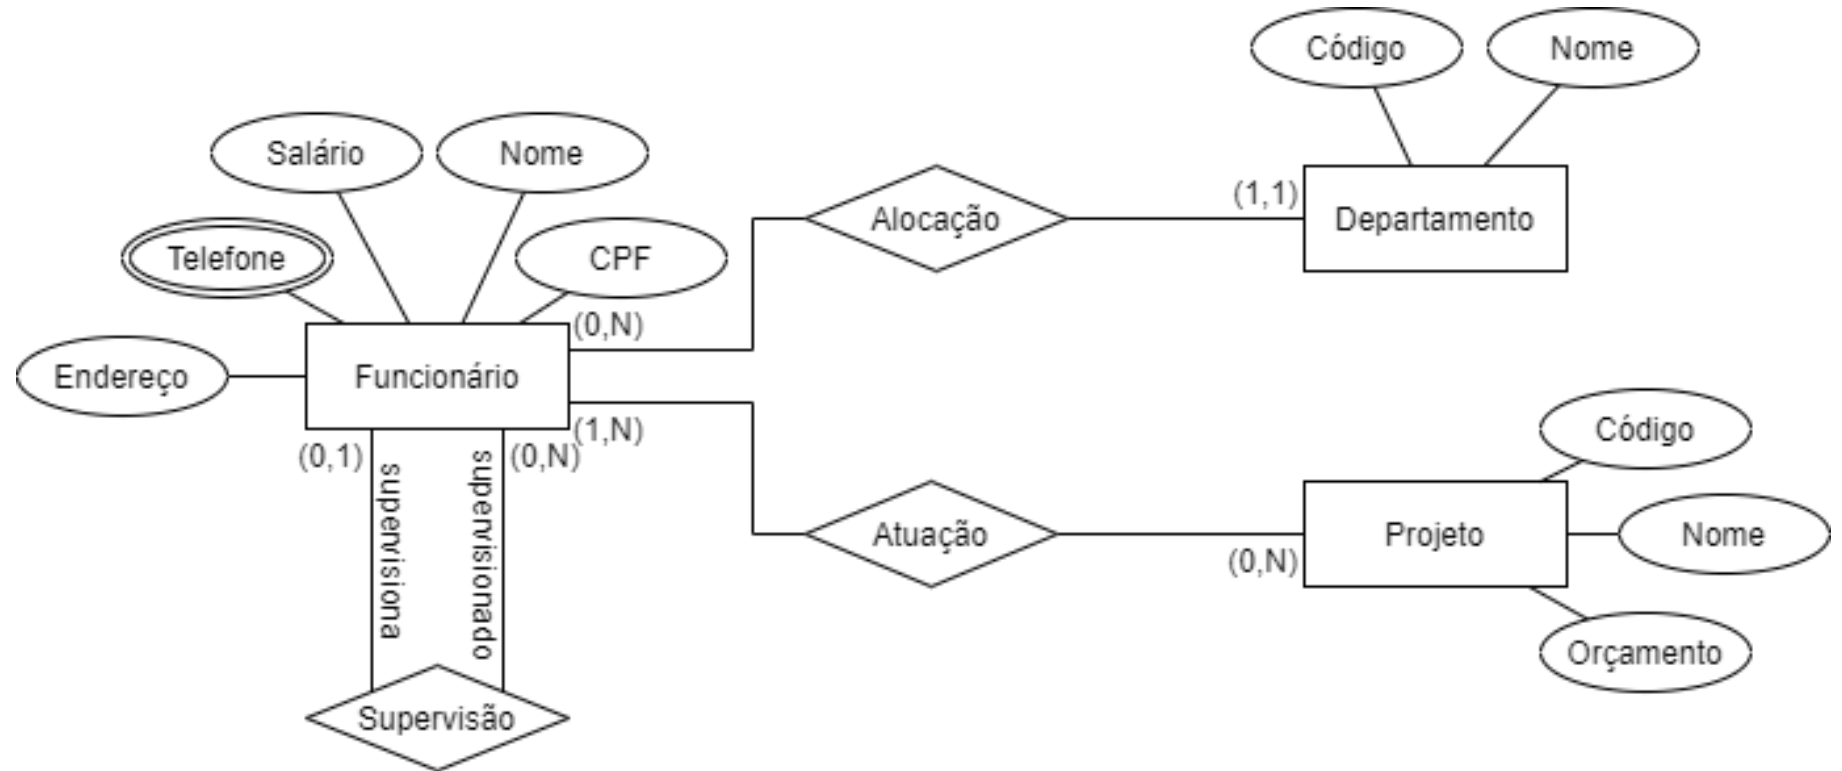 Código
Nome
Salário
Nome
Telefone
CPF
Alocação
(1,1)
Departamento
(0,N)
Endereço
Funcionário
(1,N)
(0,1)
(0,N)
supervisiona
supervisionado
Código
Atuação
(0,N)
Projeto
Nome
Orçamento
Supervisão